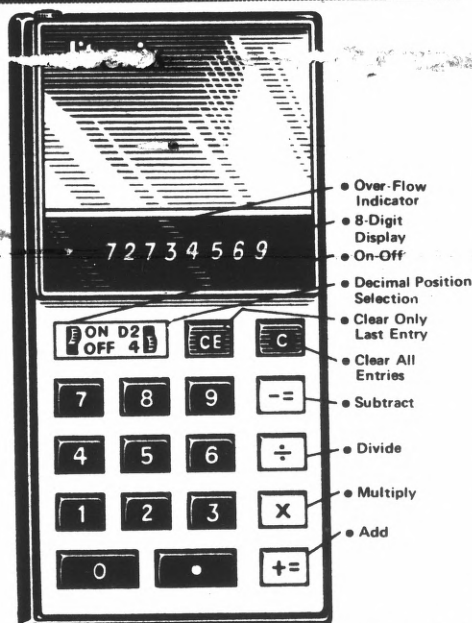 • Over-Flow
Indicator
• 8-Digit
Display
72734569
• On-Off
• Decimal Position
Selection
• Clear Only
Last Entry
ON D2
OFF 4
CE
C
• Clear All
Entries
7 8 9 -=
• Subtract
4 5 6 ÷
• Divide
1 2 3 X
• Multiply
• Add
0 • +=